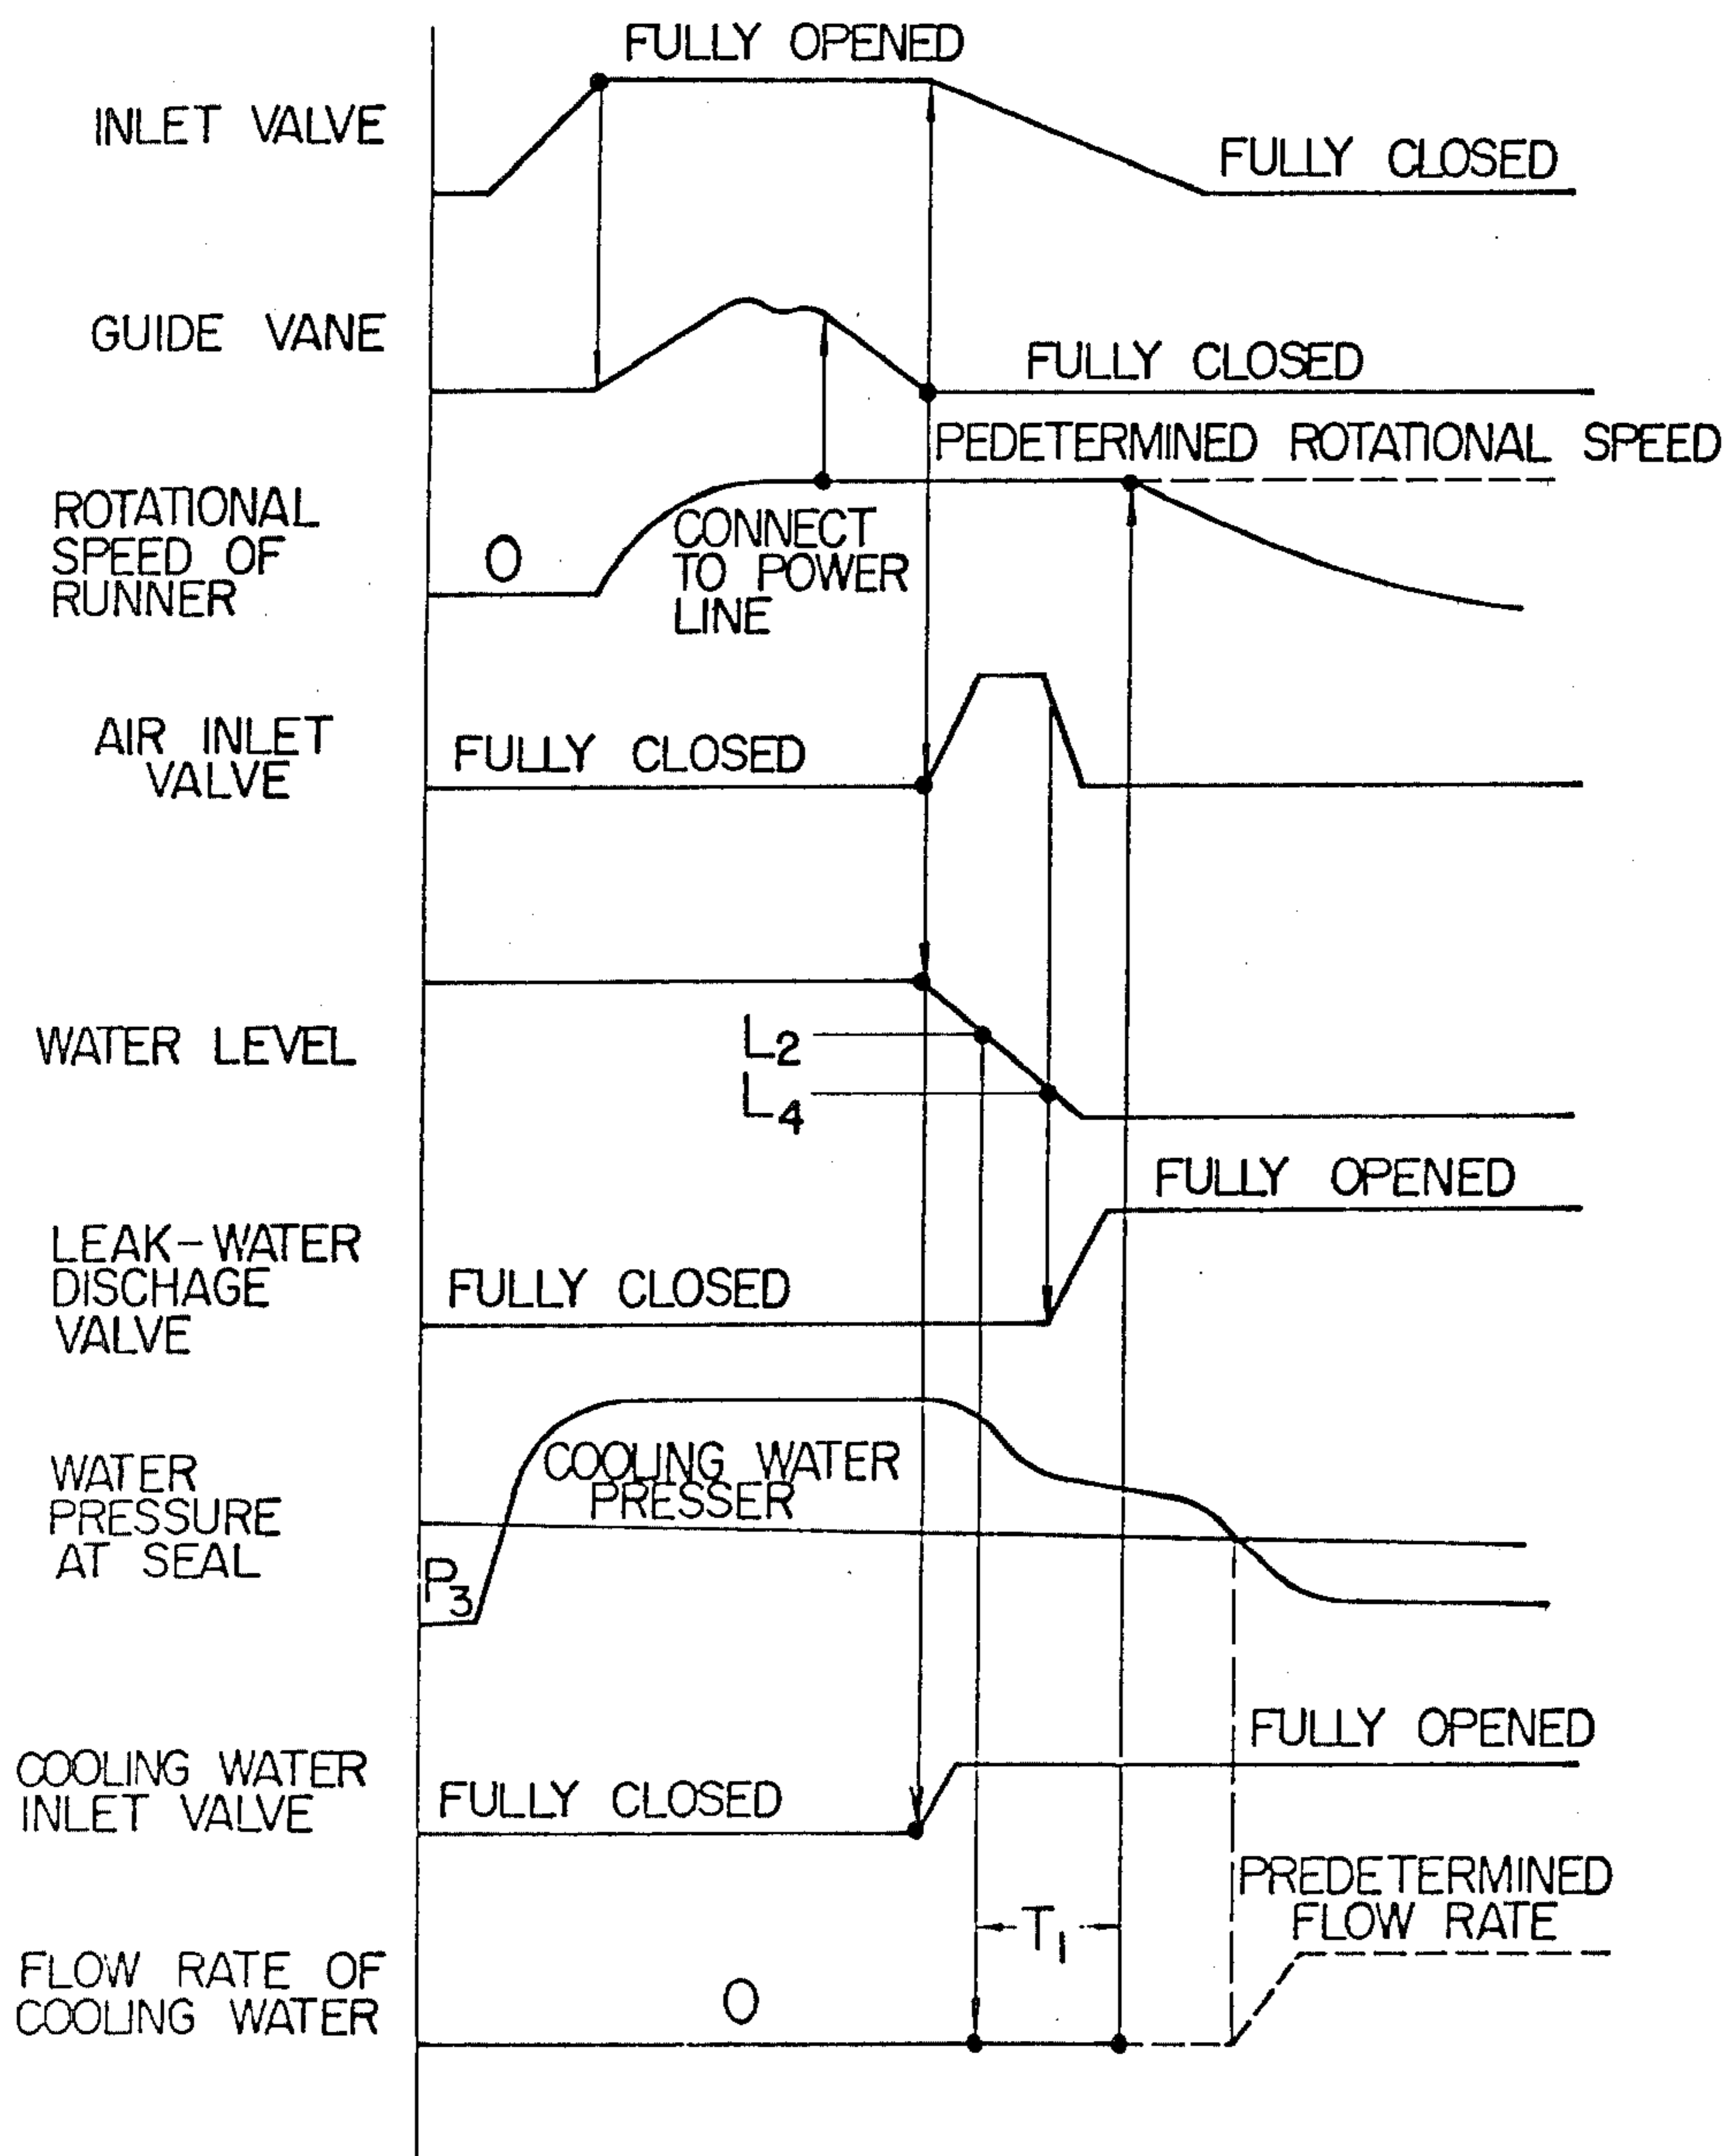 FULLY OPENED
INLET VALVE
FULLY CLOSED
GUIDE VANE
FULLY CLOSED
PEDETERMINED ROTATIONAL SPEED
ROTATIONAL
SPEED OF
RUNNER
O
CONNECT
TO POWER
LINE
AIR INLET
VALVE
FULLY CLOSED
WATER LEVEL
L2
L4
FULLY OPENED
LEAK-WATER
DISCHAGE
VALVE
FULLY CLOSED
WATER
PRESSURE
AT SEAL
COOLING WATER
PRESSER
P3
FULLY OPENED
COOLING WATER
INLET VALVE
FULLY CLOSED
PREDETERMINED
FLOW RATE
T1
FLOW RATE OF
COOLING WATER
O